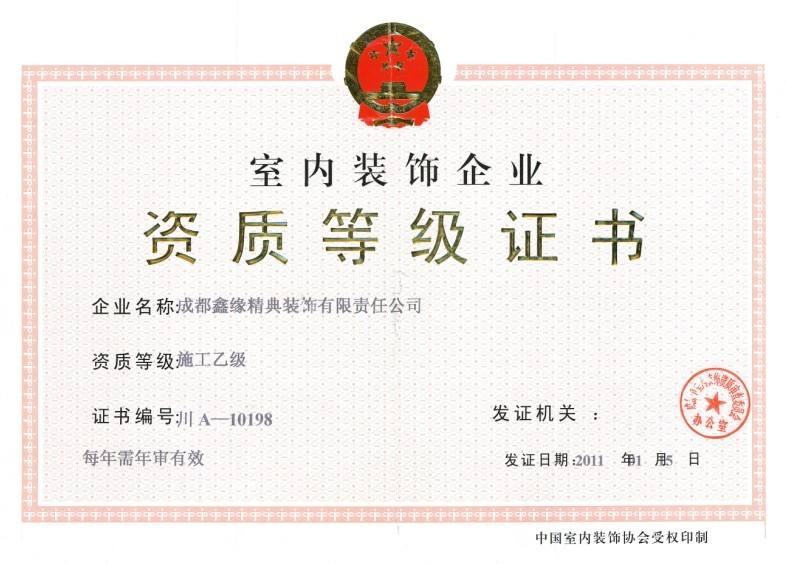 室内装饰企业
资质等级证书
企业名称:成都鑫缘精典装饰有限责任公司
资质等级:施工乙级
证书编号:川 A—10198
发证机关 :
每年需年审有效
发证日期:2011 年01 月15 日
办公室
中国室内装饰协会受权印制